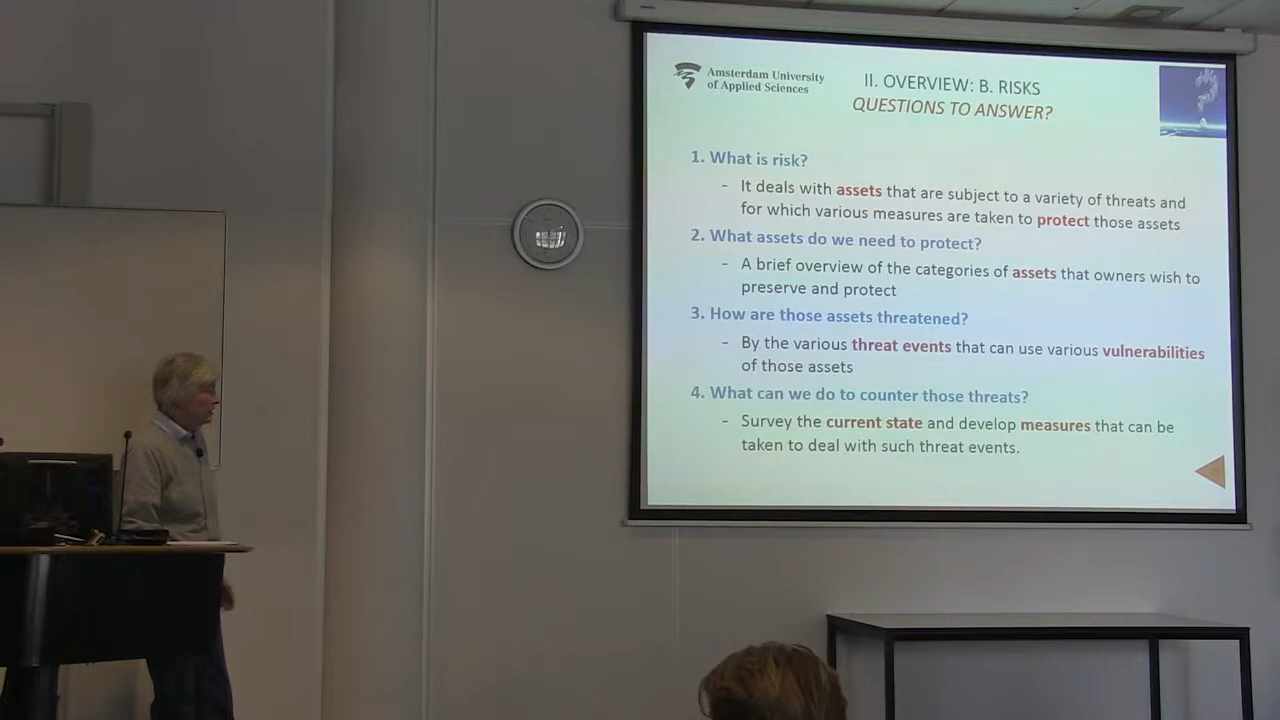 Amsterdam University
of Applied Sciences
II. OVERVIEW: B. RISKS
QUESTIONS TO ANSWER?
1. What is risk?
- It deals with assets that are subject to a variety of threats and
for which various measures are taken to protect those assets
2. What assets do we need to protect?
- A brief overview of the categories of assets that owners wish to
preserve and protect
3. How are those assets threatened?
- By the various threat events that can use various vulnerabilities
of those assets
4. What can we do to counter those threats?
- Survey the current state and develop measures that can be
taken to deal with such threat events.